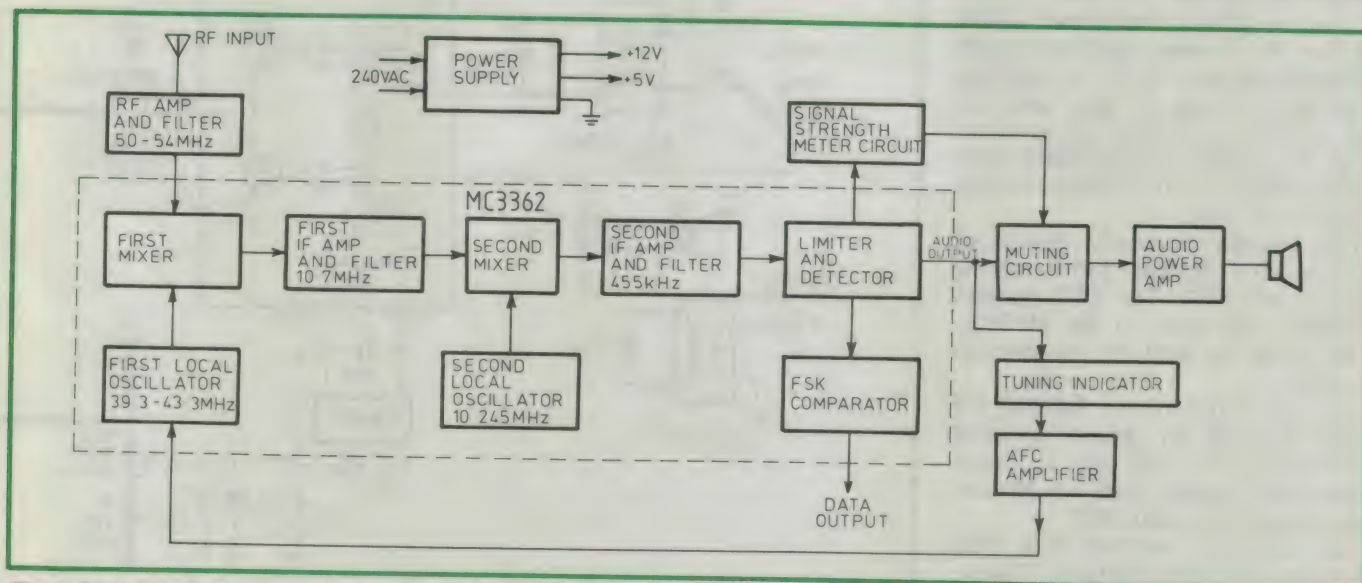 RF INPUT
RF AMP
AND FILTER
50-54MHz
240VAC
POWER
SUPPLY
+12V
+5V
SIGNAL
STRENGTH
METER CIRCUIT
MC3362
FIRST
MIXER
FIRST
IF AMP
AND FILTER
10 7MHz
SECOND
MIXER
SECOND
IF AMP
AND FILTER
455kHz
LIMITER
AND
DETECTOR
AUDIO
OUTPUT
MUTING
CIRCUIT
AUDIO
POWER
AMP
FIRST LOCAL
OSCILLATOR
39 3-43 3MHz
SECOND
LOCAL
OSCILLATOR
10 245MHz
FSK
COMPARATOR
TUNING INDICATOR
AFC
AMPLIFIER
DATA
OUTPUT